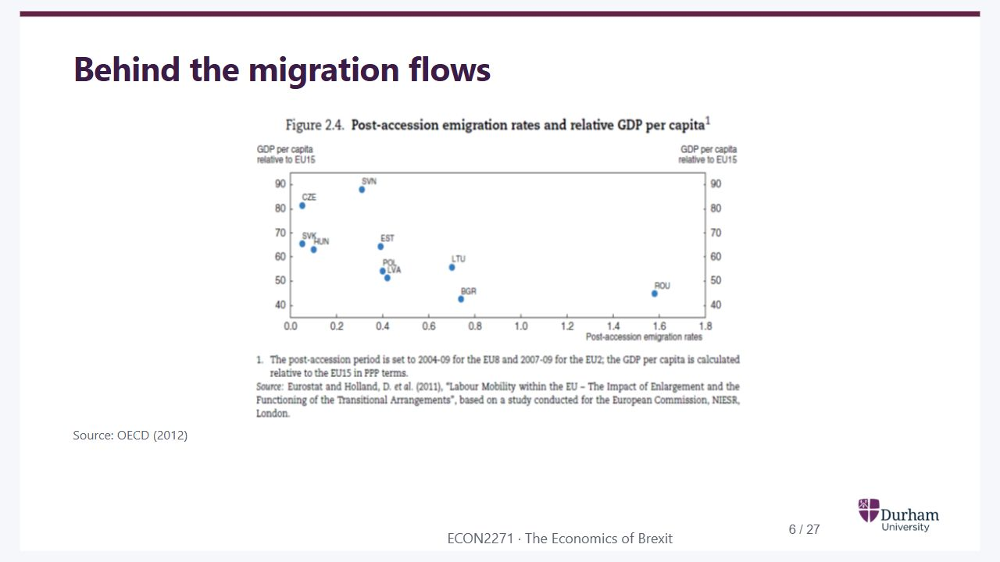 Behind the migration flows
Figure 2.4. Post-accession emigration rates and relative GDP per capita1
GDP per capita
relative to EU15
GDP per capita
relative to EU15
90
80
70
60
50
40
90
80
70
60
50
40
SVN
CZE
SVK
HUN
EST
POL
LVA
LTU
BGR
ROU
0.0 0.2 0.4 0.6 0.8 1.0 1.2 1.4 1.6 1.8
Post-accession emigration rates
1. The post-accession period is set to 2004-09 for the EU8 and 2007-09 for the EU2; the GDP per capita is calculated
relative to the EU15 in PPP terms.
Source: Eurostat and Holland, D. et al. (2011), "Labour Mobility within the EU – The Impact of Enlargement and the
Functioning of the Transitional Arrangements", based on a study conducted for the European Commission, NIESR,
London.
Source: OECD (2012)
ECON2271 · The Economics of Brexit
6 / 27
Durham
University